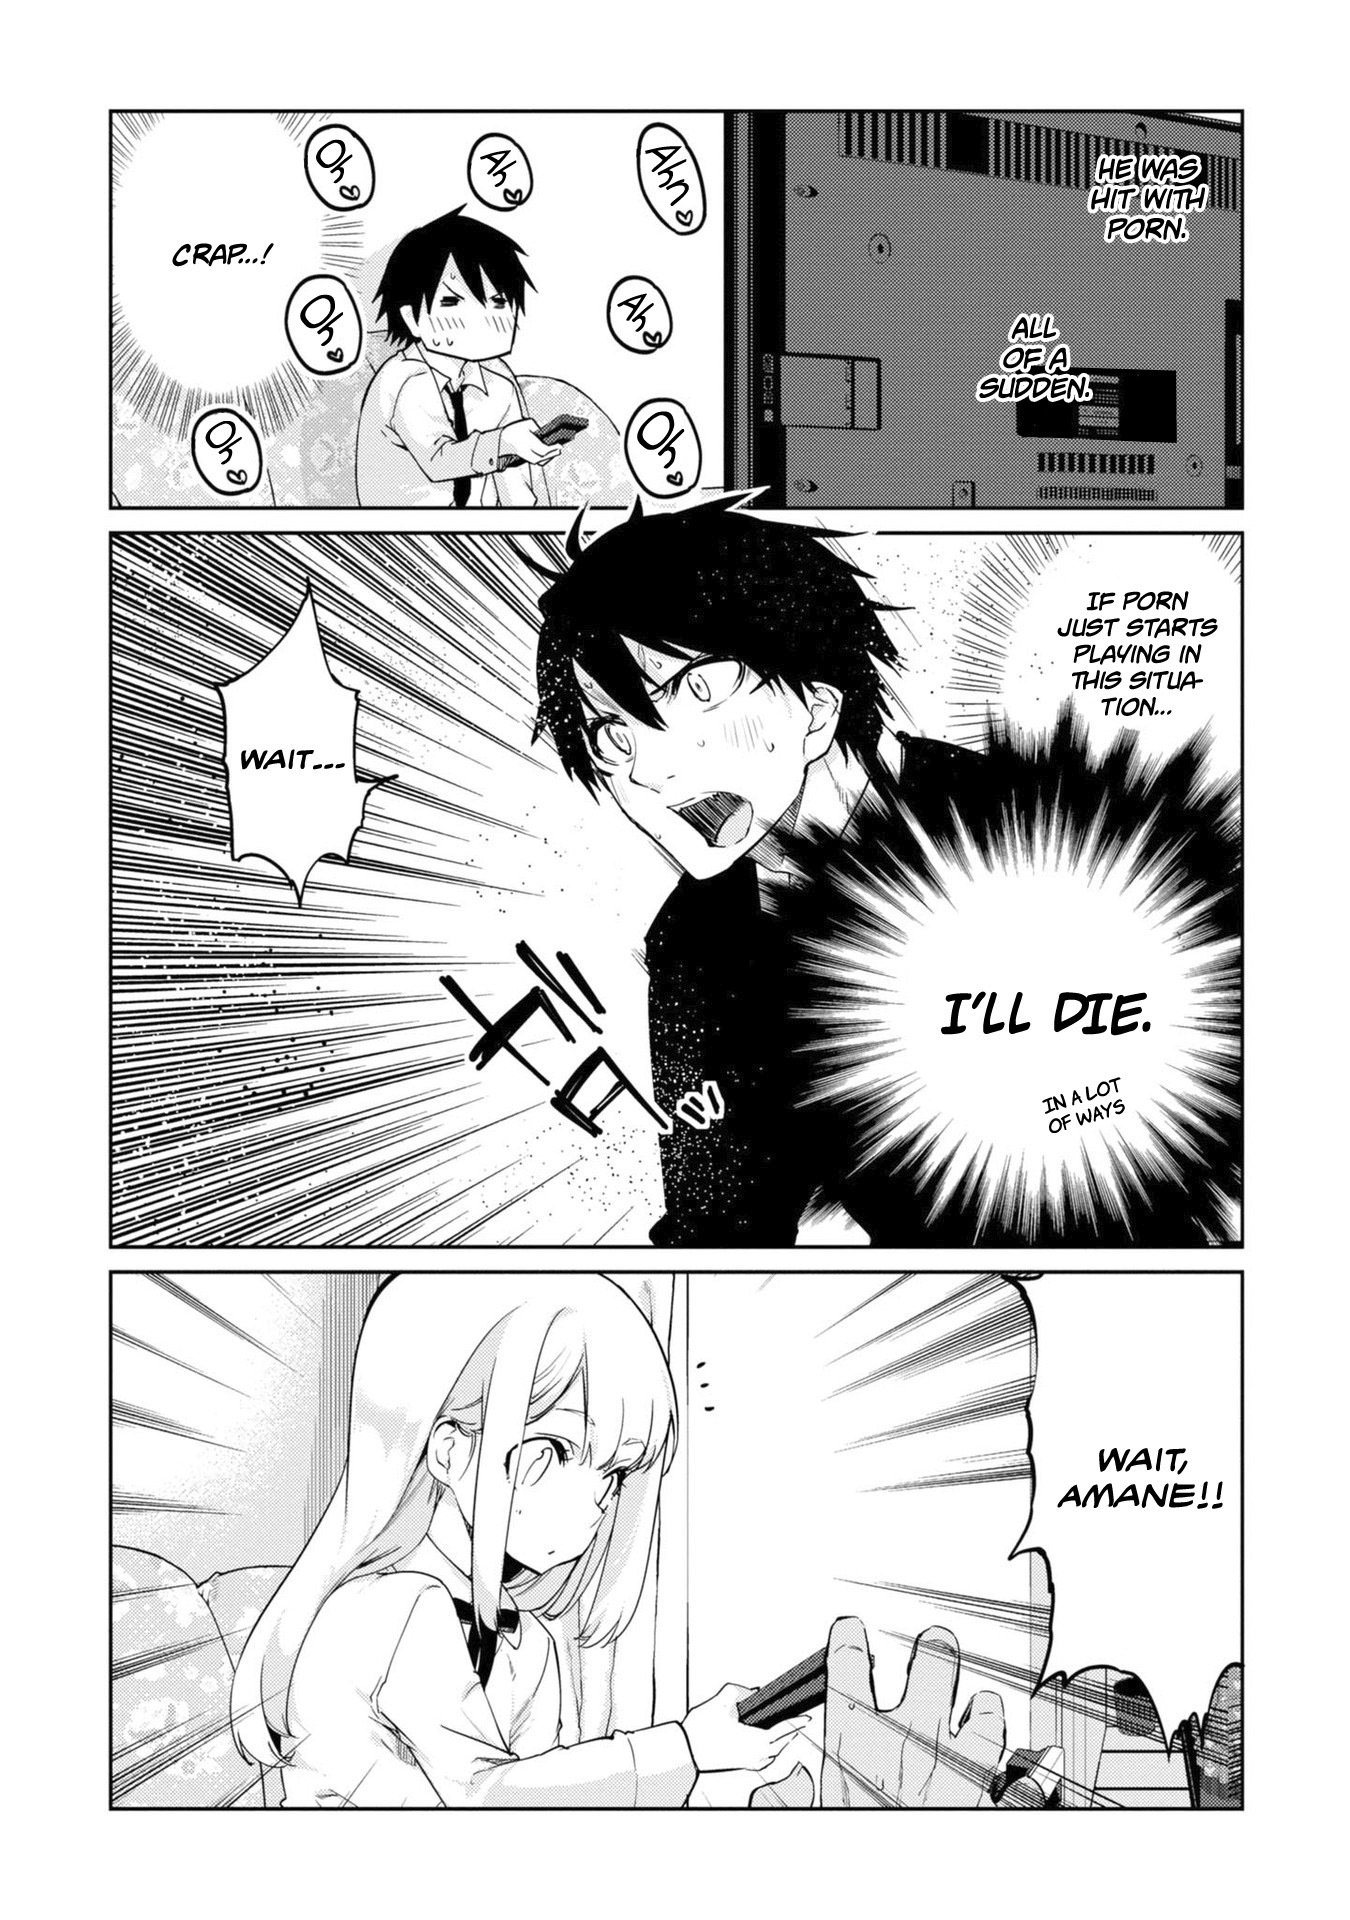 HE WAS
HIT WITH
PORN.
ALL
OF A
SUDDEN.
Ahn♡
Ah♡
Oh♡
Ah♡
Oh♡
Oh♡
Oh♡
CRAP...!
IF PORN
JUST STARTS
PLAYING IN
THIS SITUA-
TION...
I'LL DIE.
IN A LOT
OF WAYS
WAIT...
WAIT,
AMANE!!